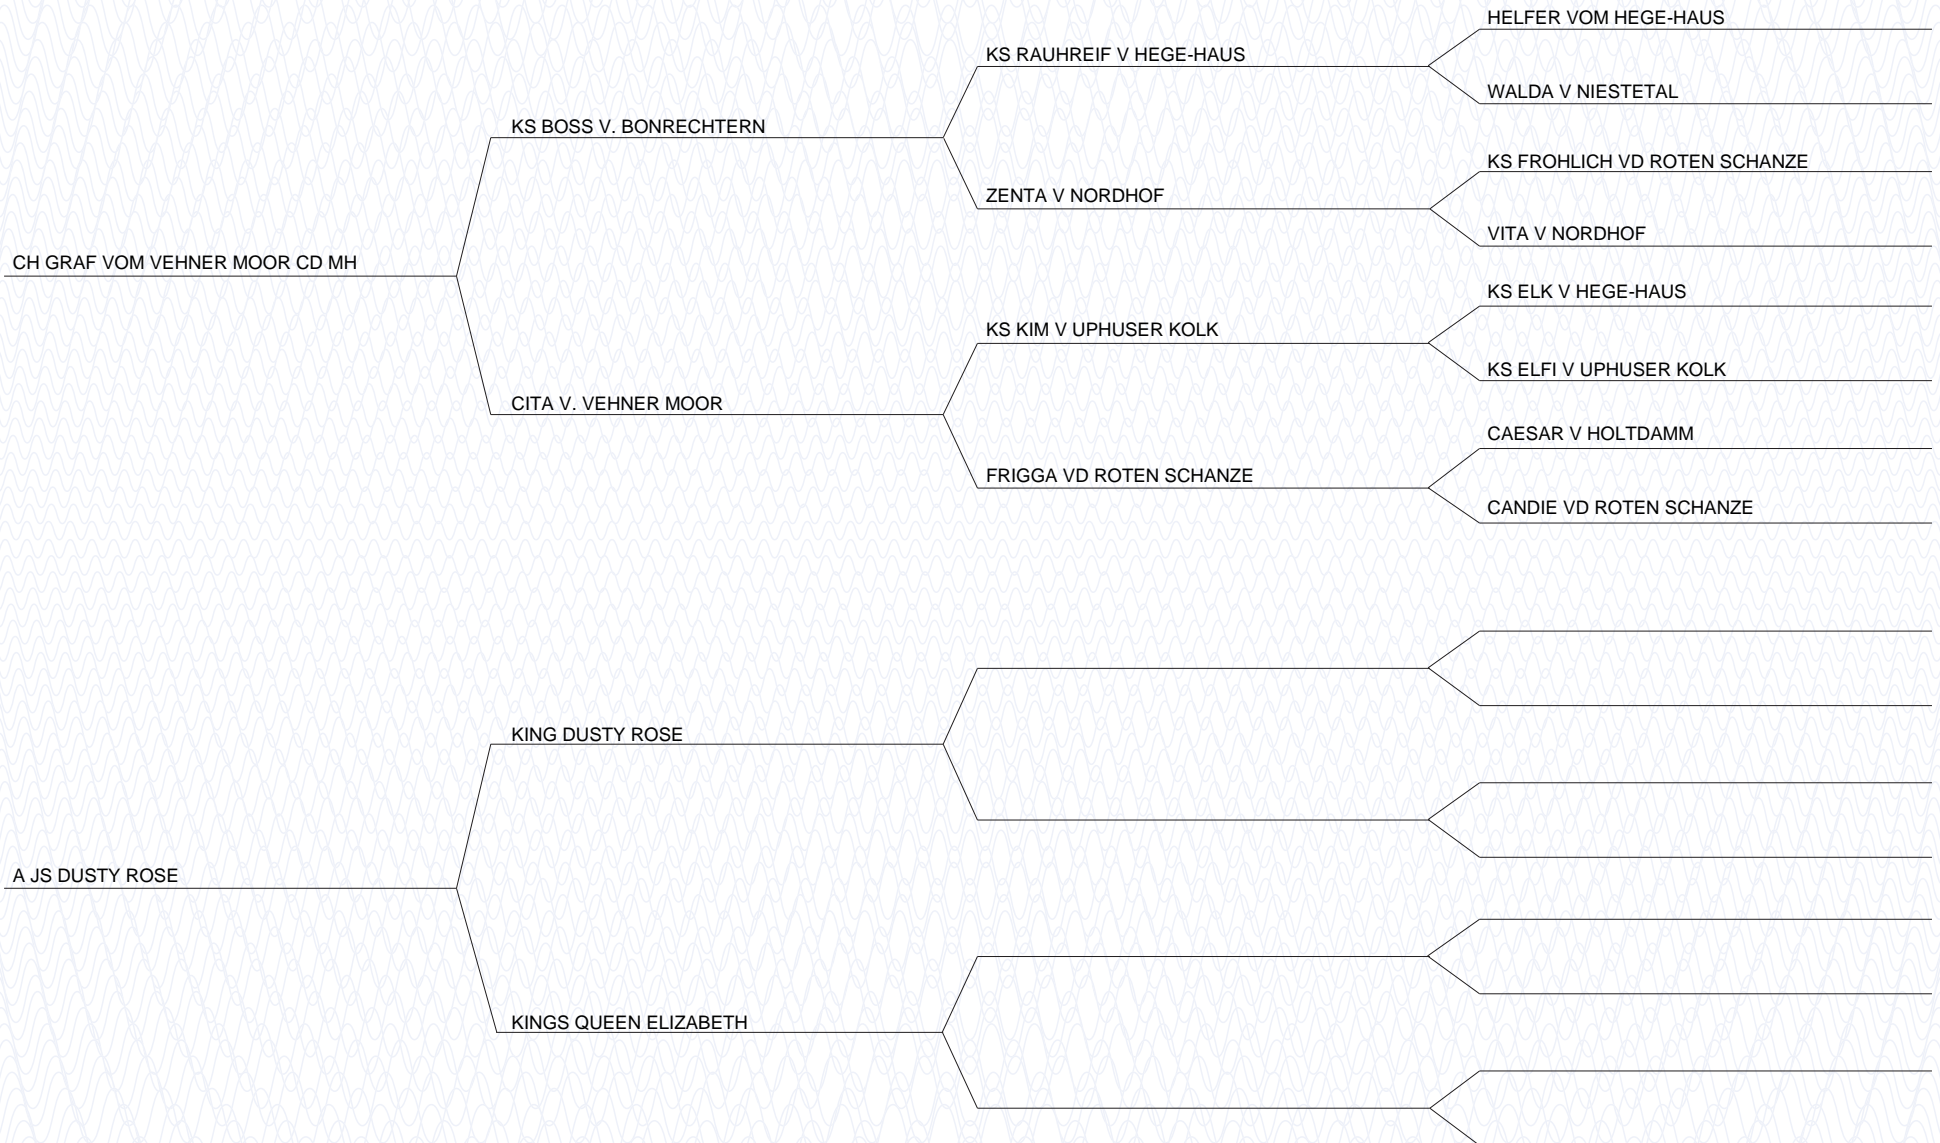 HELFER VOM HEGE-HAUS
KS RAUHREIF V HEGE-HAUS
WALDA V NIESTETAL
KS BOSS V. BONRECHTERN
KS FROHLICH VD ROTEN SCHANZE
ZENTA V NORDHOF
VITA V NORDHOF
CH GRAF VOM VEHNER MOOR CD MH
KS ELK V HEGE-HAUS
KS KIM V UPHUSER KOLK
KS ELFI V UPHUSER KOLK
CITA V. VEHNER MOOR
CAESAR V HOLTDAMM
FRIGGA VD ROTEN SCHANZE
CANDIE VD ROTEN SCHANZE
KING DUSTY ROSE
A JS DUSTY ROSE
KINGS QUEEN ELIZABETH